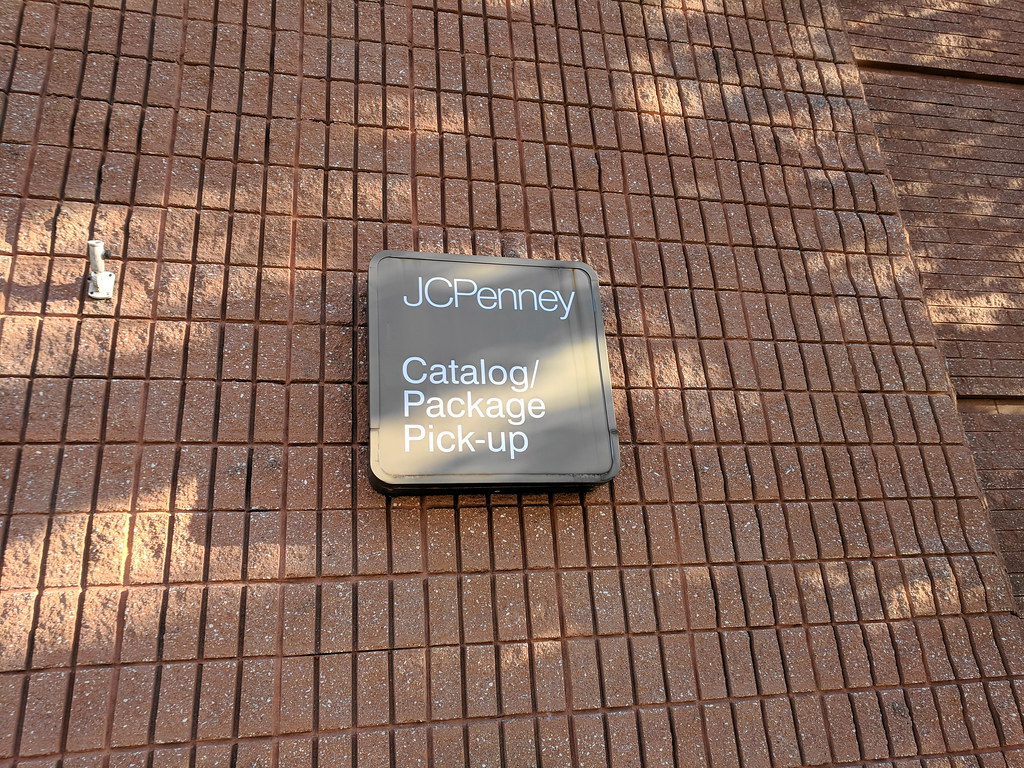 JCPenney
Catalog/
Package
Pick-up